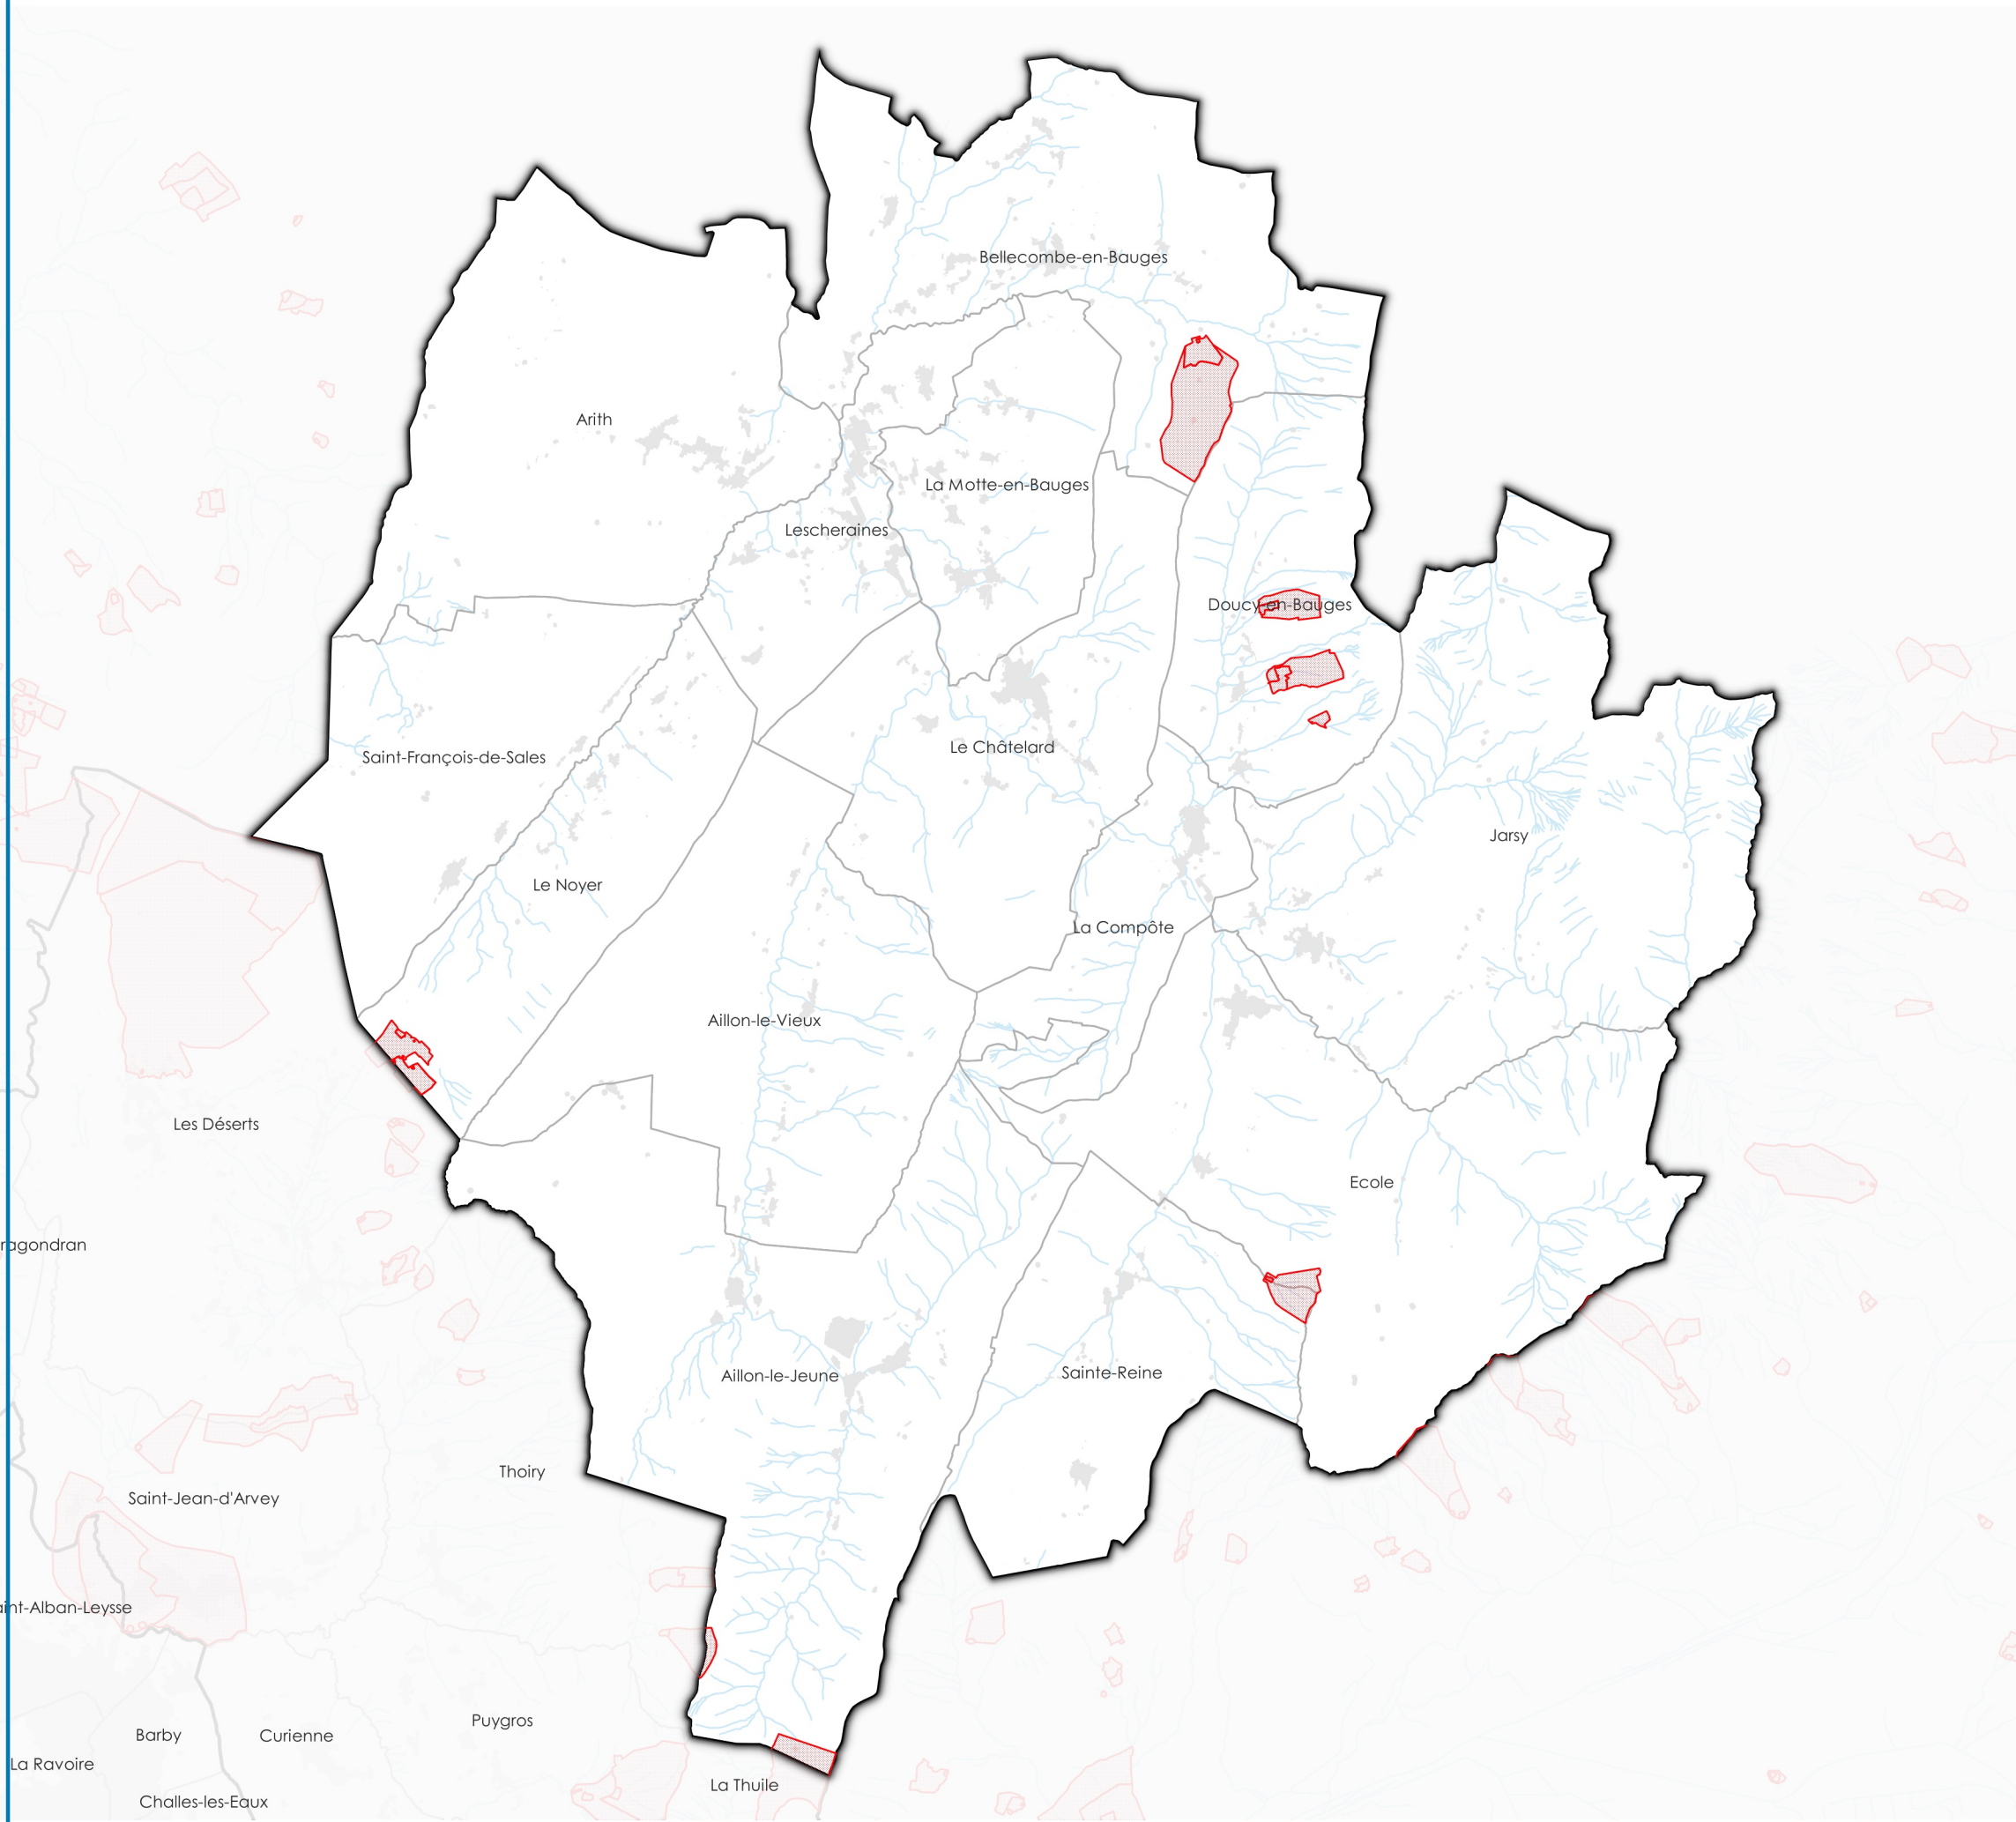 Bellecombe-en-Bauges
Arith
La Motte-en-Bauges
Lescheraines
Doucy-en-Bauges
Le Châtelard
Saint-François-de-Sales
Jarsy
Le Noyer
La Compôte
Aillon-le-Vieux
Les Déserts
Ecole
ragondran
Sainte-Reine
Aillon-le-Jeune
Thoiry
Saint-Jean-d'Arvey
aint-Alban-Leysse
Puygros
Barby
Curienne
La Ravoire
La Thuile
Challes-les-Eaux